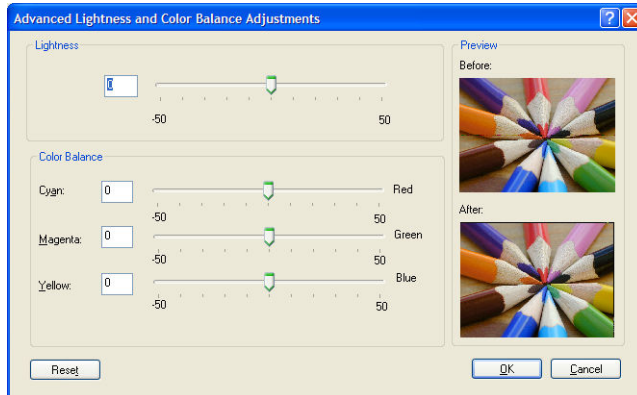 Advanced Lightness and Color Balance Adjustments
Lightness
0
-50 50
Color Balance
Cyan: 0 Red
-50 50
Magenta: 0 Green
-50 50
Yellow: 0 Blue
-50 50
Reset
Preview
Before:
After:
OK Cancel